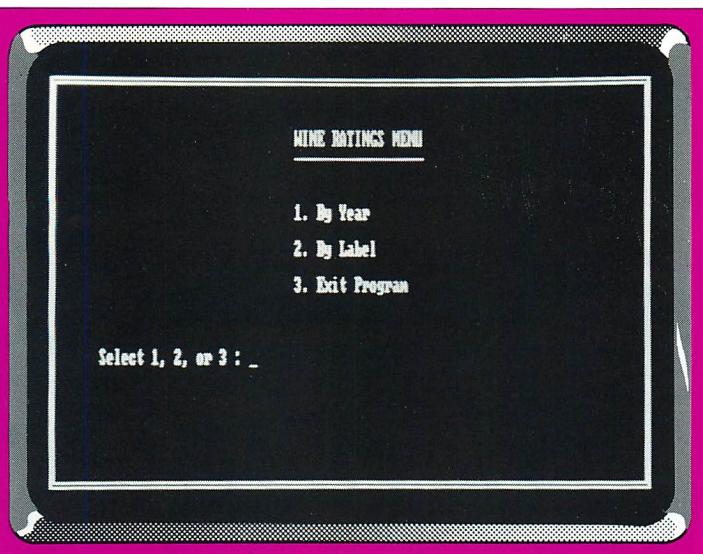 WINE RATINGS MENU
1. By Year
2. By Label
3. Exit Program
Select 1, 2, or 3 : _